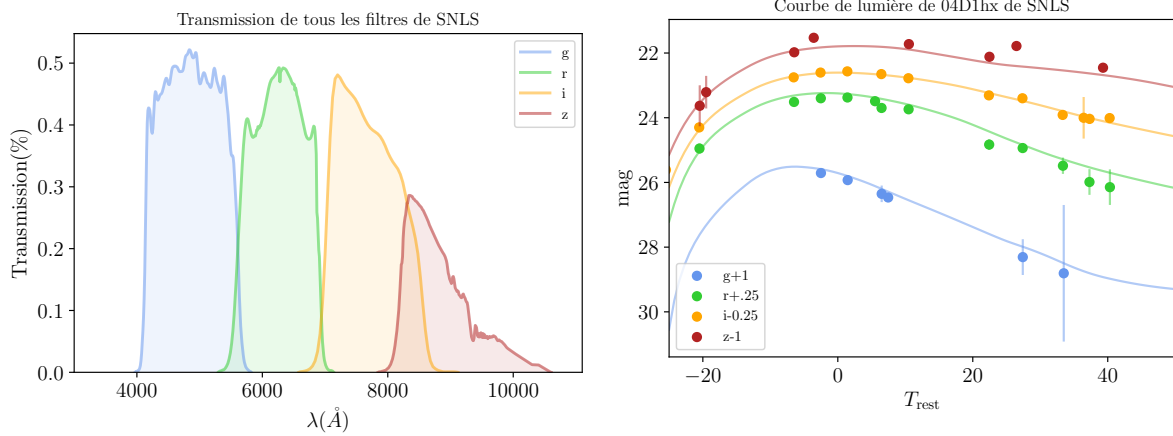 Transmission de tous les filtres de SNLS
Transmission(%)
0.5
0.4
0.3
0.2
0.1
0.0
g
r
i
z
4000 6000 8000 10000
λ(Å)
Courbe de lumière de 04D1hx de SNLS
mag
22
24
26
28
30
g+1
r+.25
i-0.25
z-1
−20 0 20 40
T_rest